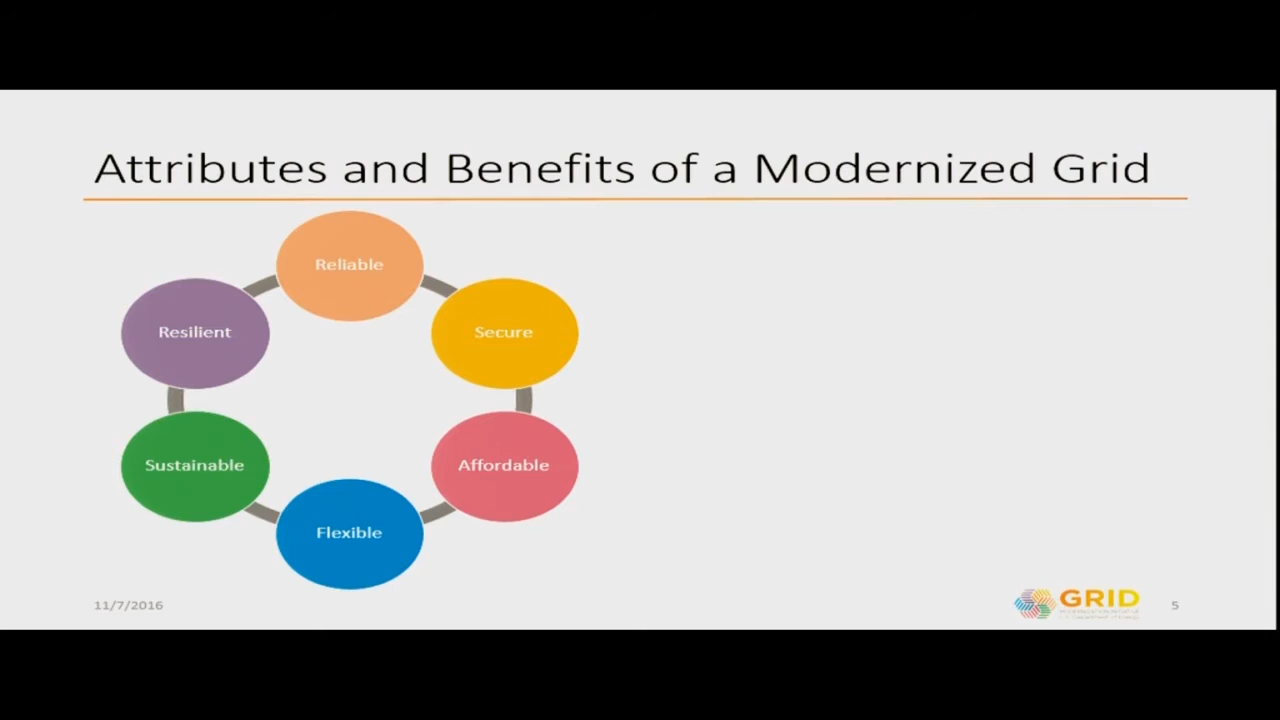 Attributes and Benefits of a Modernized Grid
Reliable
Resilient
Secure
Sustainable
Affordable
Flexible
11/7/2016
GRID
5